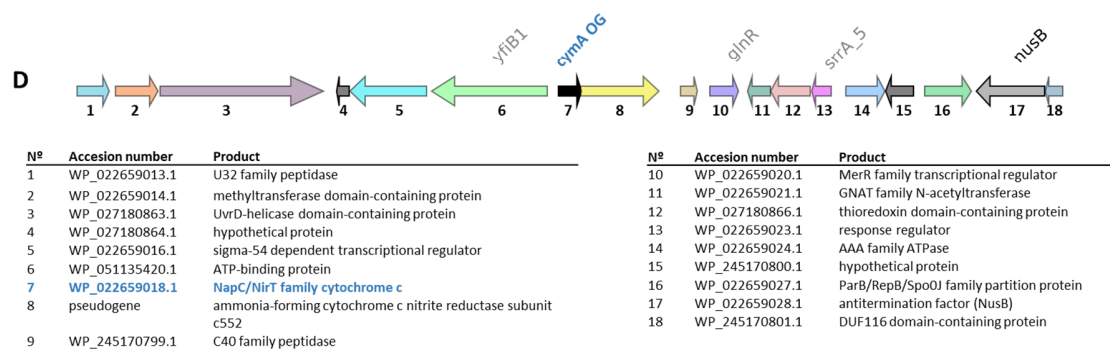 D
yfiB1
cymA OG
glnR
srrA_5
nusB
1 2 3 4 5 6 7 8 9 10 11 12 13 14 15 16 17 18
Nº Accesion number Product
1 WP_022659013.1 U32 family peptidase
2 WP_022659014.1 methyltransferase domain-containing protein
3 WP_027180863.1 UvrD-helicase domain-containing protein
4 WP_027180864.1 hypothetical protein
5 WP_022659016.1 sigma-54 dependent transcriptional regulator
6 WP_051135420.1 ATP-binding protein
7 WP_022659018.1 NapC/NirT family cytochrome c
8 pseudogene ammonia-forming cytochrome c nitrite reductase subunit
c552
9 WP_245170799.1 C40 family peptidase
Nº Accesion number Product
10 WP_022659020.1 MerR family transcriptional regulator
11 WP_022659021.1 GNAT family N-acetyltransferase
12 WP_027180866.1 thioredoxin domain-containing protein
13 WP_022659023.1 response regulator
14 WP_022659024.1 AAA family ATPase
15 WP_245170800.1 hypothetical protein
16 WP_022659027.1 ParB/RepB/Spo0J family partition protein
17 WP_022659028.1 antitermination factor (NusB)
18 WP_245170801.1 DUF116 domain-containing protein